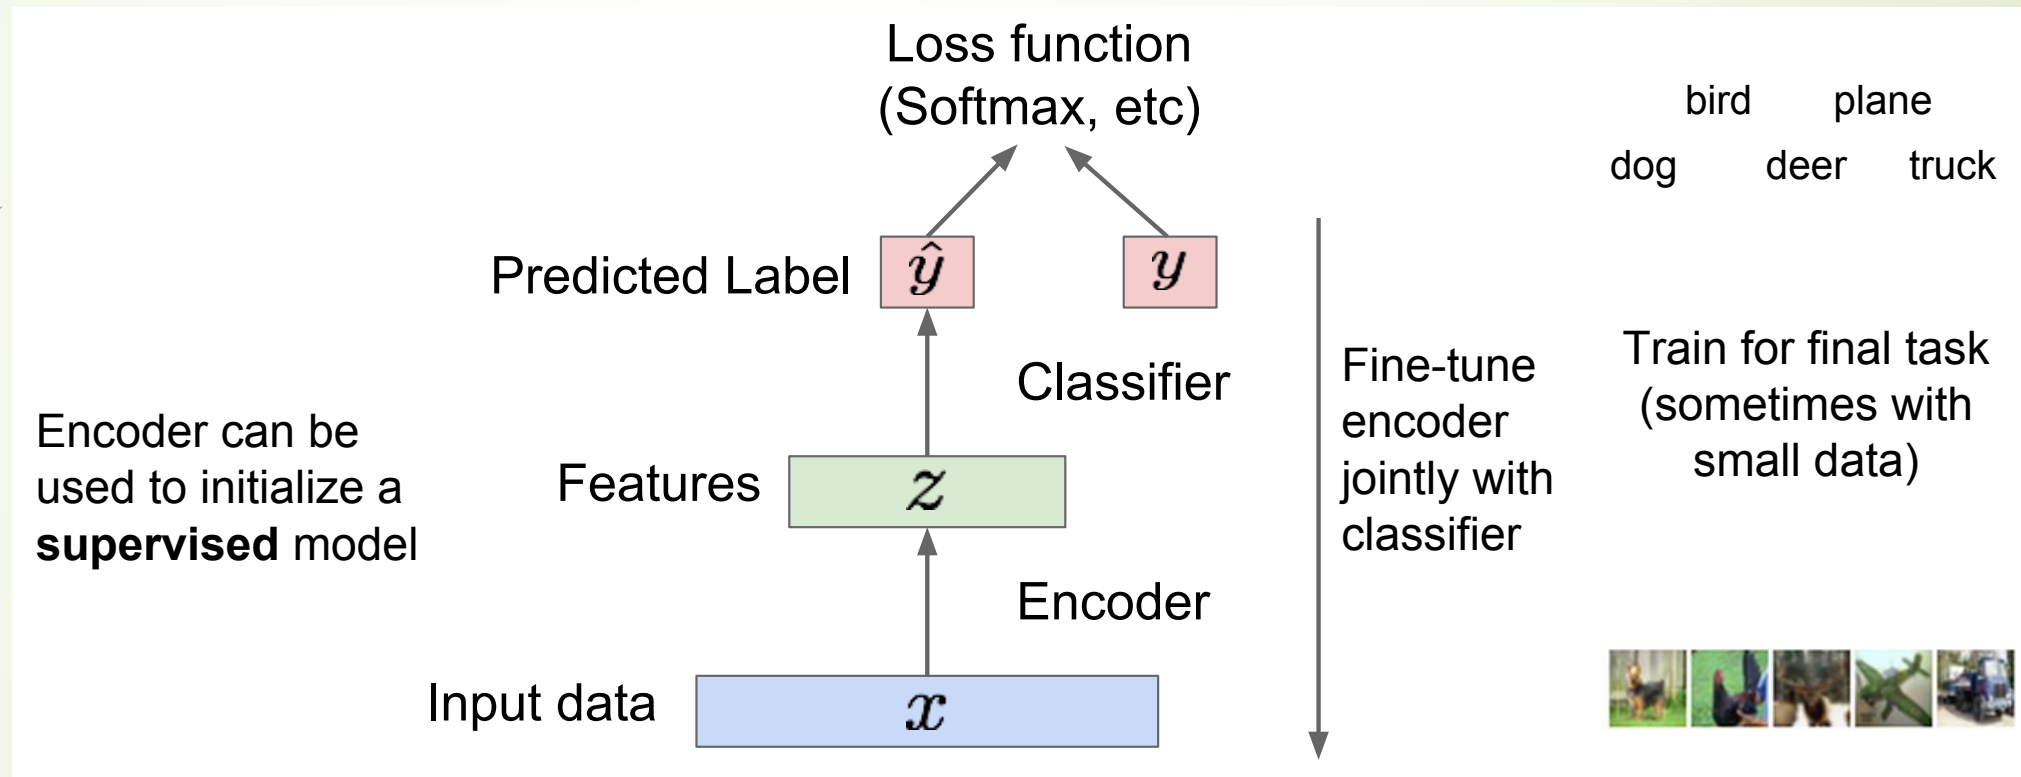 Loss function
(Softmax, etc)
bird plane
dog deer truck
Predicted Label
ŷ
y
Classifier
Fine-tune
encoder
jointly with
classifier
Train for final task
(sometimes with
small data)
Encoder can be
used to initialize a
supervised model
Features
z
Encoder
Input data
x